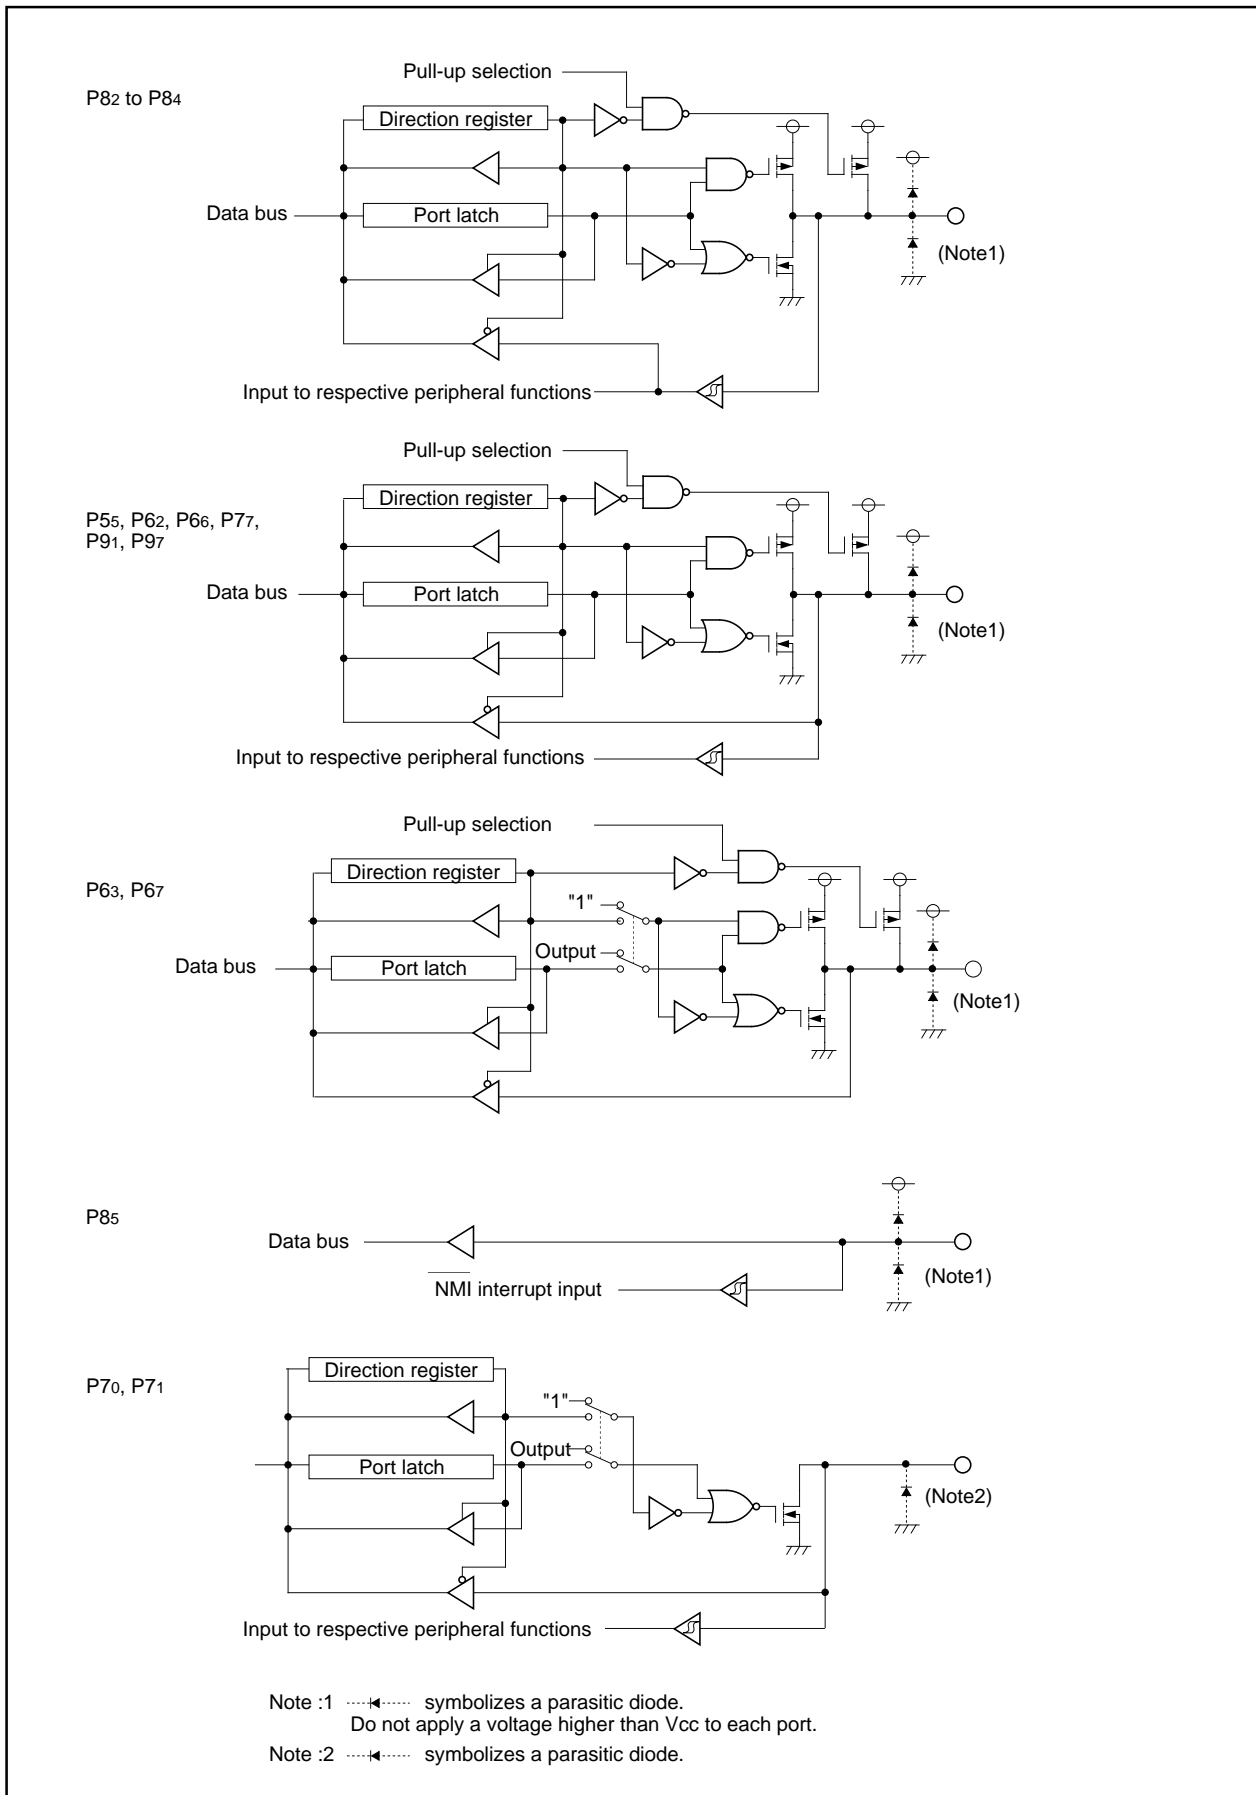 Pull-up selection
P82 to P84
Direction register
Data bus
Port latch
(Note1)
Input to respective peripheral functions
Pull-up selection
Direction register
P55, P62, P66, P77,
P91, P97
Data bus
Port latch
(Note1)
Input to respective peripheral functions
Pull-up selection
Direction register
P63, P67
"1"
Output
Data bus
Port latch
(Note1)
P85
Data bus
(Note1)
NMI interrupt input
Direction register
P70, P71
"1"
Output
Port latch
(Note2)
Input to respective peripheral functions
Note :1 symbolizes a parasitic diode.
Do not apply a voltage higher than Vcc to each port.
Note :2 symbolizes a parasitic diode.